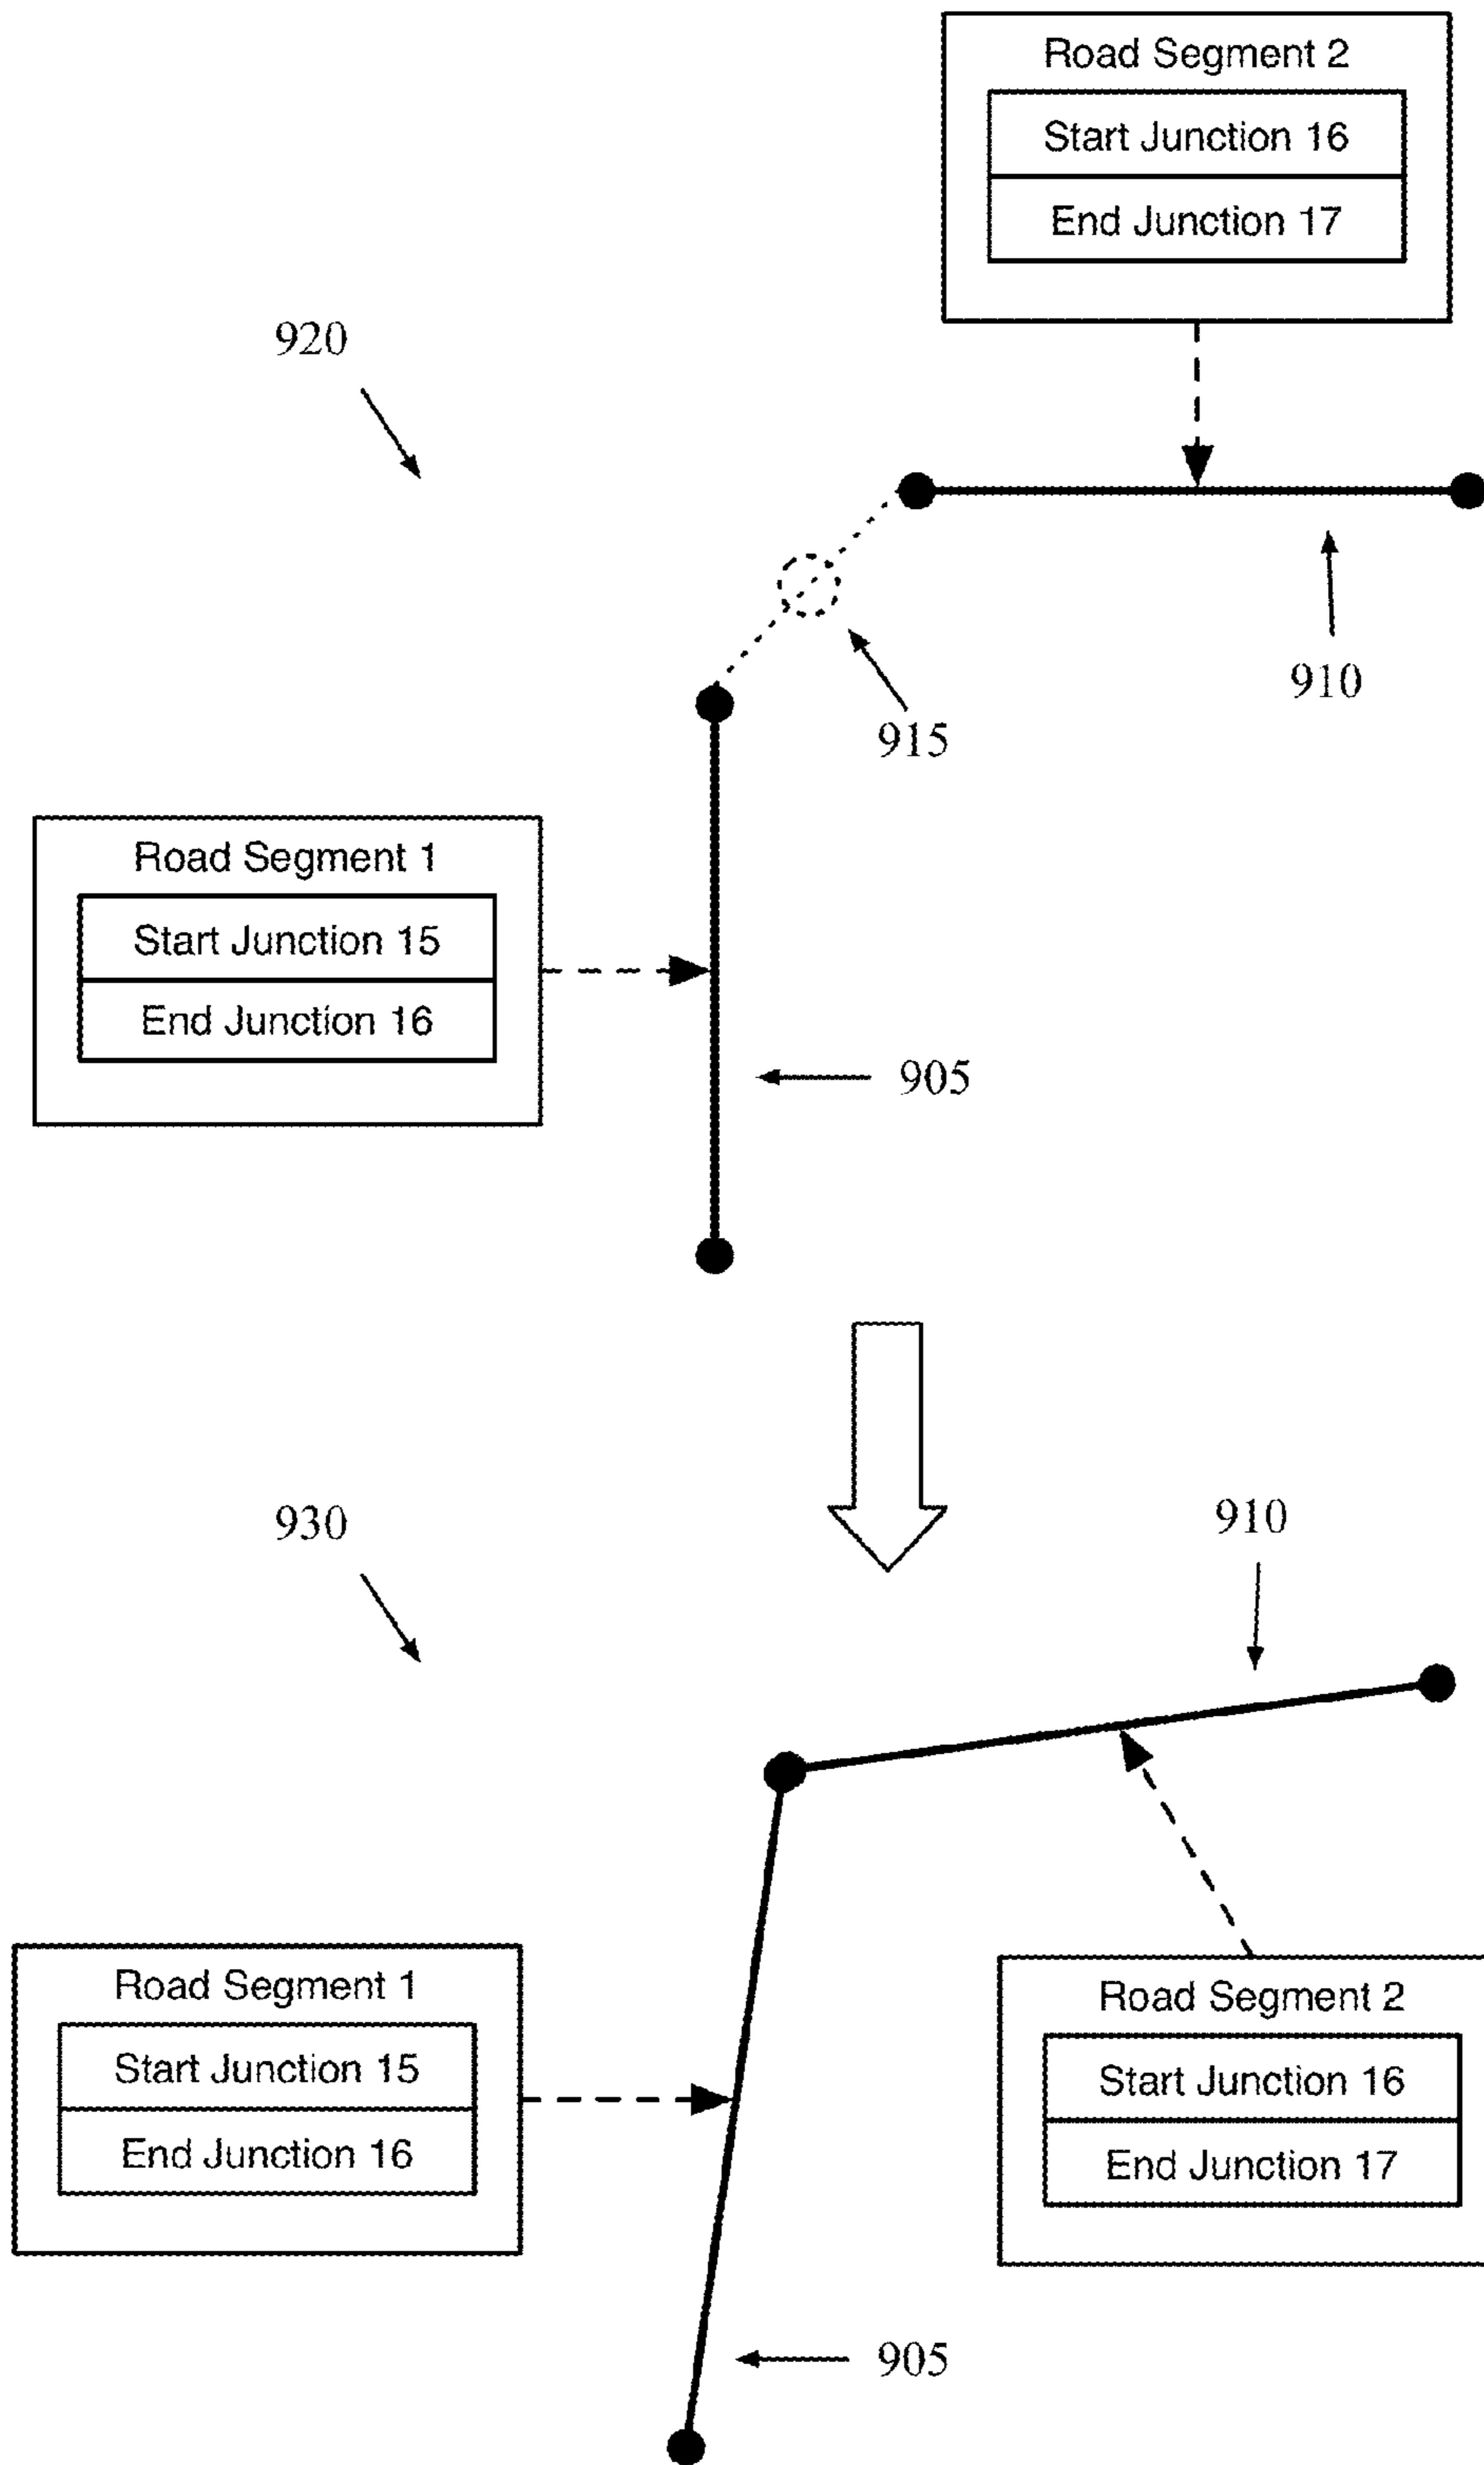 Road Segment 2
Start Junction 16
End Junction 17
920
910
915
Road Segment 1
Start Junction 15
End Junction 16
905
930
910
Road Segment 1
Start Junction 15
End Junction 16
Road Segment 2
Start Junction 16
End Junction 17
905